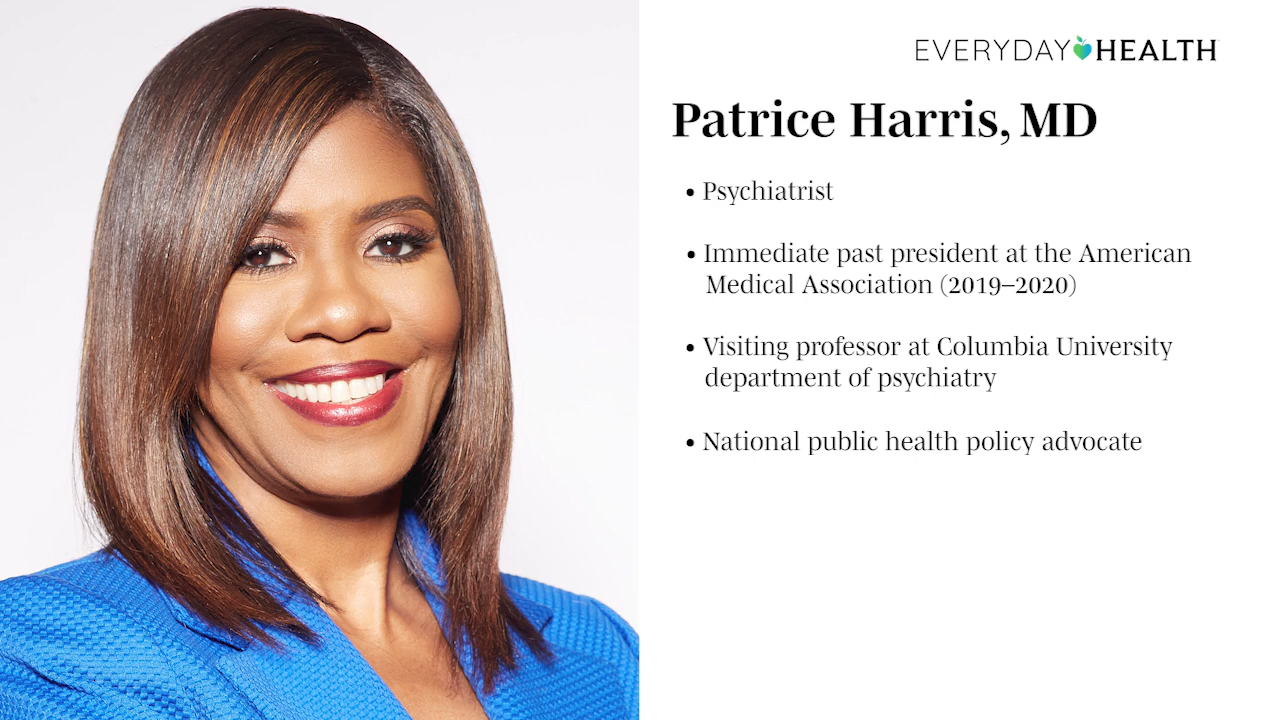 EVERYDAY HEALTH
Patrice Harris, MD
• Psychiatrist
• Immediate past president at the American
Medical Association (2019–2020)
• Visiting professor at Columbia University
department of psychiatry
• National public health policy advocate